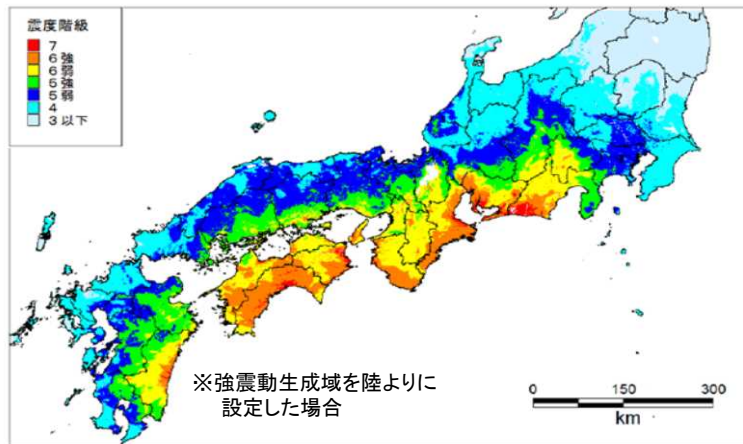 震度階級
7
6強
6弱
5強
5弱
4
3以下
※強震動生成域を陸よりに
設定した場合
0 150 300
km